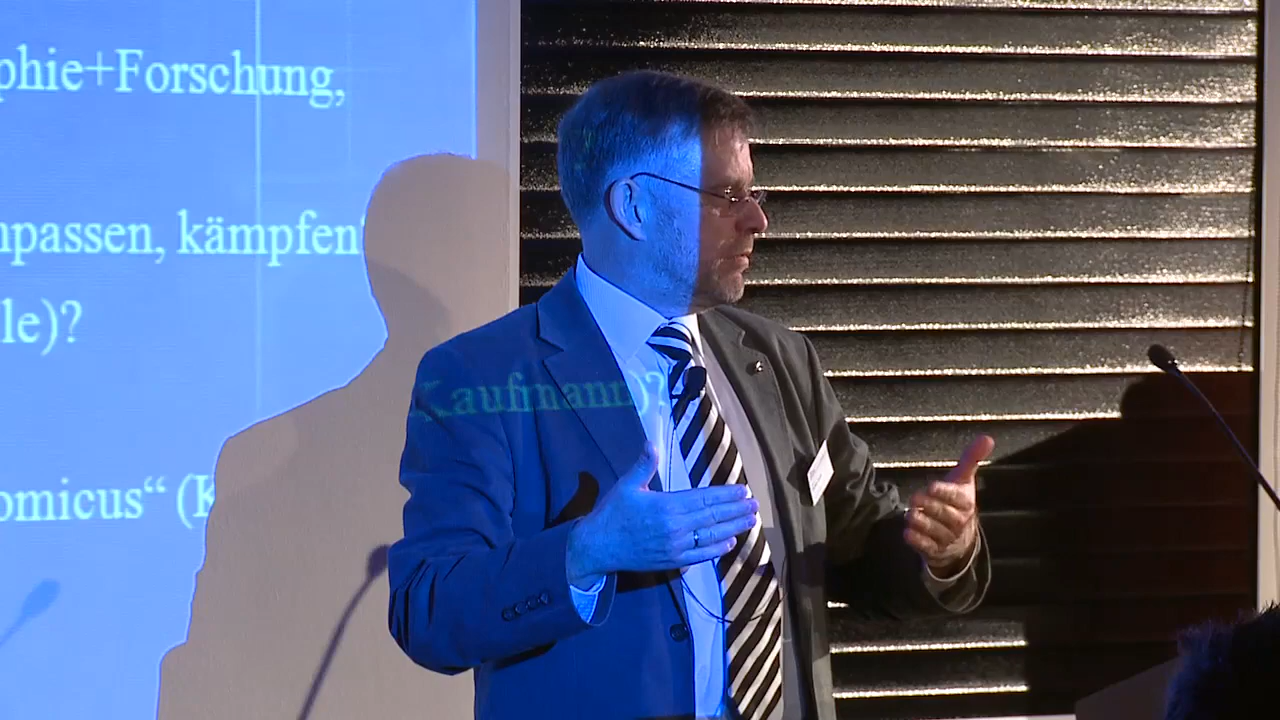 phie+Forschung,
npassen, kämpfen
le)?
Kaufmann)?
omicus“ (K